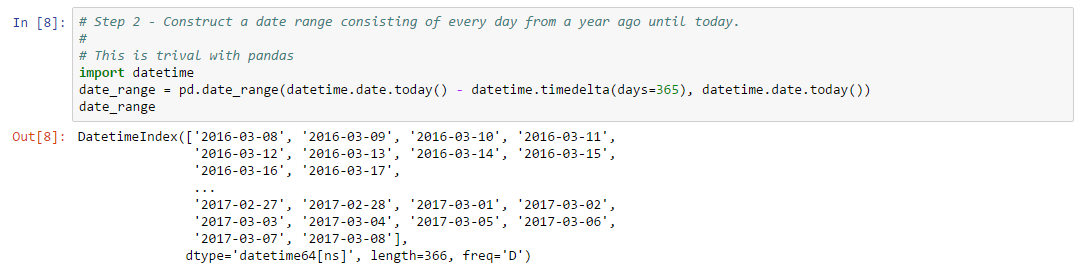 In [8]: # Step 2 - Construct a date range consisting of every day from a year ago until today.
#
# This is trival with pandas
import datetime
date_range = pd.date_range(datetime.date.today() - datetime.timedelta(days=365), datetime.date.today())
date_range
Out[8]: DatetimeIndex(['2016-03-08', '2016-03-09', '2016-03-10', '2016-03-11',
'2016-03-12', '2016-03-13', '2016-03-14', '2016-03-15',
'2016-03-16', '2016-03-17',
...
'2017-02-27', '2017-02-28', '2017-03-01', '2017-03-02',
'2017-03-03', '2017-03-04', '2017-03-05', '2017-03-06',
'2017-03-07', '2017-03-08'],
dtype='datetime64[ns]', length=366, freq='D')